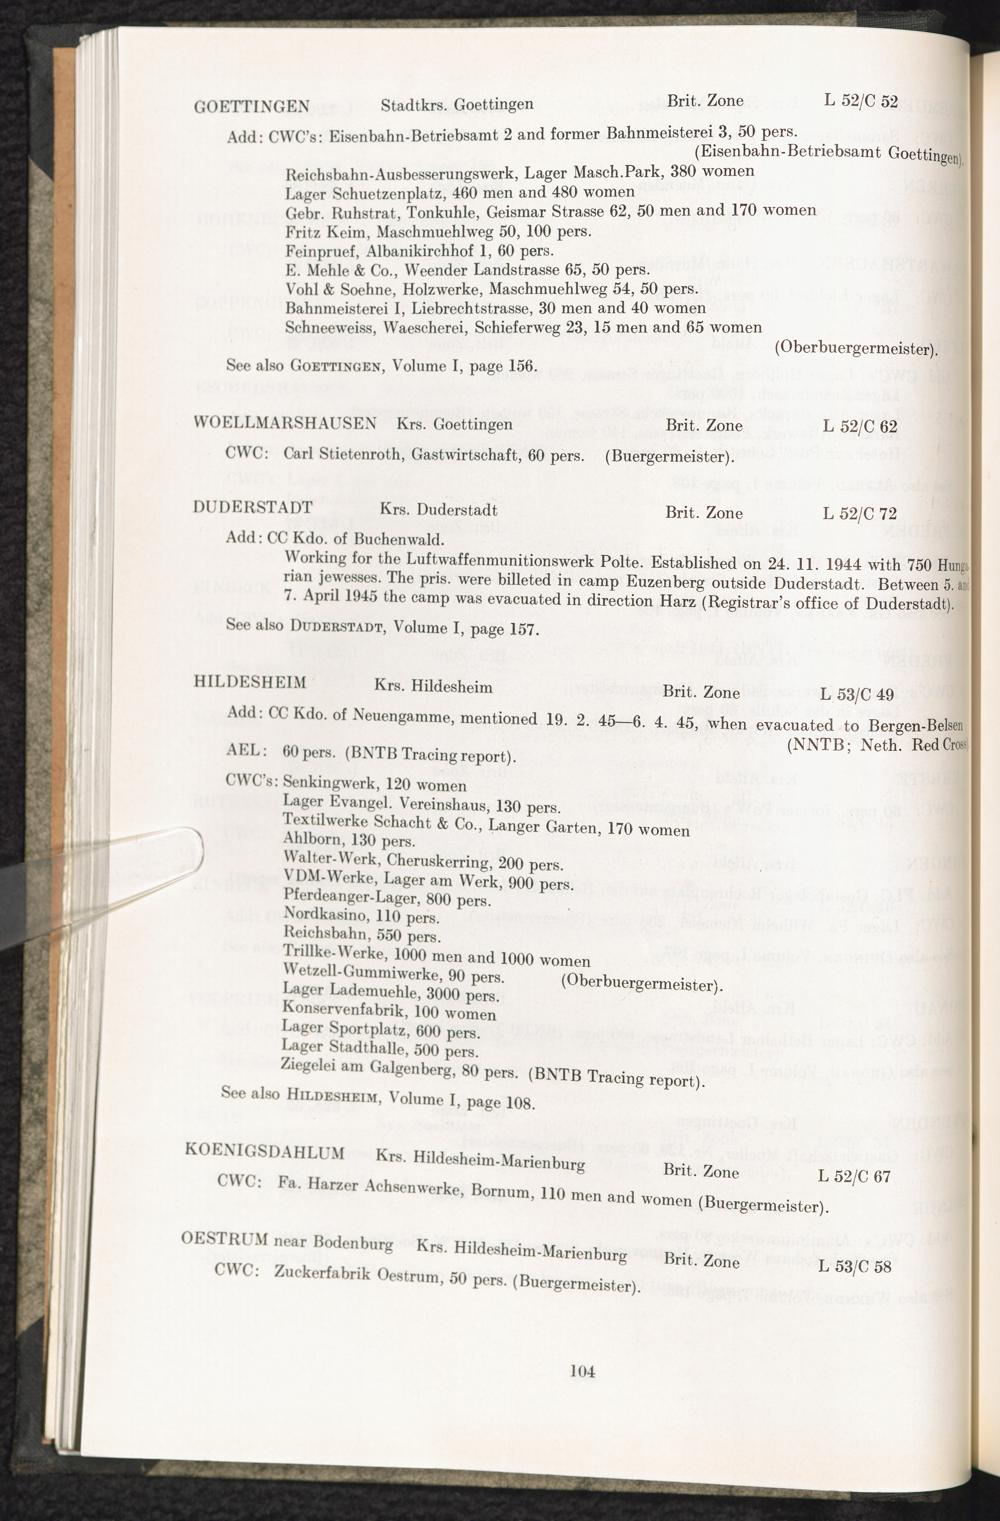 GOETTINGEN Stadtkrs. Goettingen Brit. Zone L 52/C 52
Add: CWC's: Eisenbahn-Betriebsamt 2 and former Bahnmeisterei 3, 50 pers.
(Eisenbahn-Betriebsamt Goettingen).
Reichsbahn-Ausbesserungswerk, Lager Masch.Park, 380 women
Lager Schuetzenplatz, 460 men and 480 women
Gebr. Ruhstrat, Tonkuhle, Geismar Strasse 62, 50 men and 170 women
Fritz Keim, Maschmuehlweg 50, 100 pers.
Feinpruef, Albanikirchhof 1, 60 pers.
E. Mehle & Co., Weender Landstrasse 65, 50 pers.
Vohl & Soehne, Holzwerke, Maschmuehlweg 54, 50 pers.
Bahnmeisterei I, Liebrechtstrasse, 30 men and 40 women
Schneeweiss, Waescherei, Schieferweg 23, 15 men and 65 women
(Oberbuergermeister).
See also GOETTINGEN, Volume I, page 156.
WOELLMARSHAUSEN Krs. Goettingen Brit. Zone L 52/C 62
CWC: Carl Stietenroth, Gastwirtschaft, 60 pers. (Buergermeister).
DUDERSTADT Krs. Duderstadt Brit. Zone L 52/C 72
Add: CC Kdo. of Buchenwald.
Working for the Luftwaffenmunitionswerk Polte. Established on 24. 11. 1944 with 750 Hunga-
rian jewesses. The pris. were billeted in camp Euzenberg outside Duderstadt. Between 5. and
7. April 1945 the camp was evacuated in direction Harz (Registrar's office of Duderstadt).
See also DUDERSTADT, Volume I, page 157.
HILDESHEIM Krs. Hildesheim Brit. Zone L 53/C 49
Add: CC Kdo. of Neuengamme, mentioned 19. 2. 45—6. 4. 45, when evacuated to Bergen-Belsen
(NNTB; Neth. Red Cross)
AEL: 60 pers. (BNTB Tracing report).
CWC's: Senkingwerk, 120 women
Lager Evangel. Vereinshaus, 130 pers.
Textilwerke Schacht & Co., Langer Garten, 170 women
Ahlborn, 130 pers.
Walter-Werk, Cheruskerring, 200 pers.
VDM-Werke, Lager am Werk, 900 pers.
Pferdeanger-Lager, 800 pers.
Nordkasino, 110 pers.
Reichsbahn, 550 pers.
Trillke-Werke, 1000 men and 1000 women
Wetzell-Gummiwerke, 90 pers. (Oberbuergermeister).
Lager Lademuehle, 3000 pers.
Konservenfabrik, 100 women
Lager Sportplatz, 600 pers.
Lager Stadthalle, 500 pers.
Ziegelei am Galgenberg, 80 pers. (BNTB Tracing report).
See also HILDESHEIM, Volume I, page 108.
KOENIGSDAHLUM Krs. Hildesheim-Marienburg Brit. Zone L 52/C 67
CWC: Fa. Harzer Achsenwerke, Bornum, 110 men and women (Buergermeister).
OESTRUM near Bodenburg Krs. Hildesheim-Marienburg Brit. Zone L 53/C 58
CWC: Zuckerfabrik Oestrum, 50 pers. (Buergermeister).
104